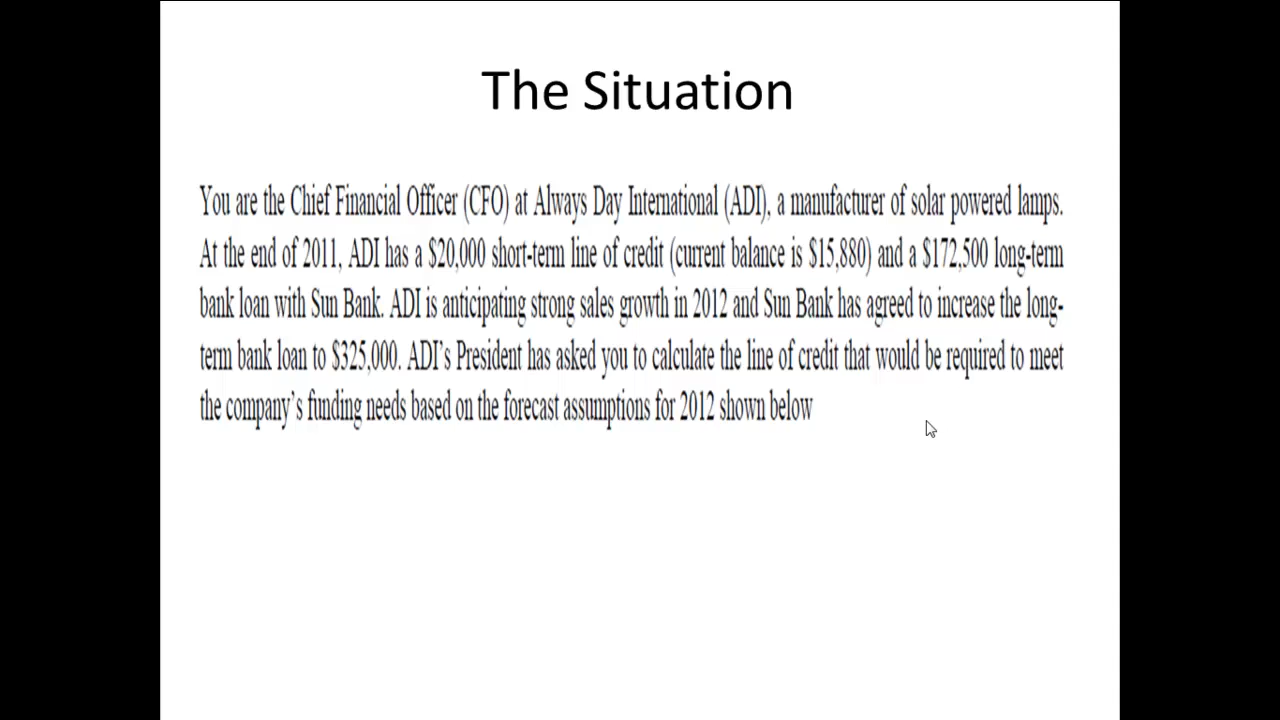 The Situation
You are the Chief Financial Officer (CFO) at Always Day International (ADI), a manufacturer of solar powered lamps.
At the end of 2011, ADI has a $20,000 short-term line of credit (current balance is $15,880) and a $172,500 long-term
bank loan with Sun Bank. ADI is anticipating strong sales growth in 2012 and Sun Bank has agreed to increase the long-
term bank loan to $325,000. ADI’s President has asked you to calculate the line of credit that would be required to meet
the company’s funding needs based on the forecast assumptions for 2012 shown below